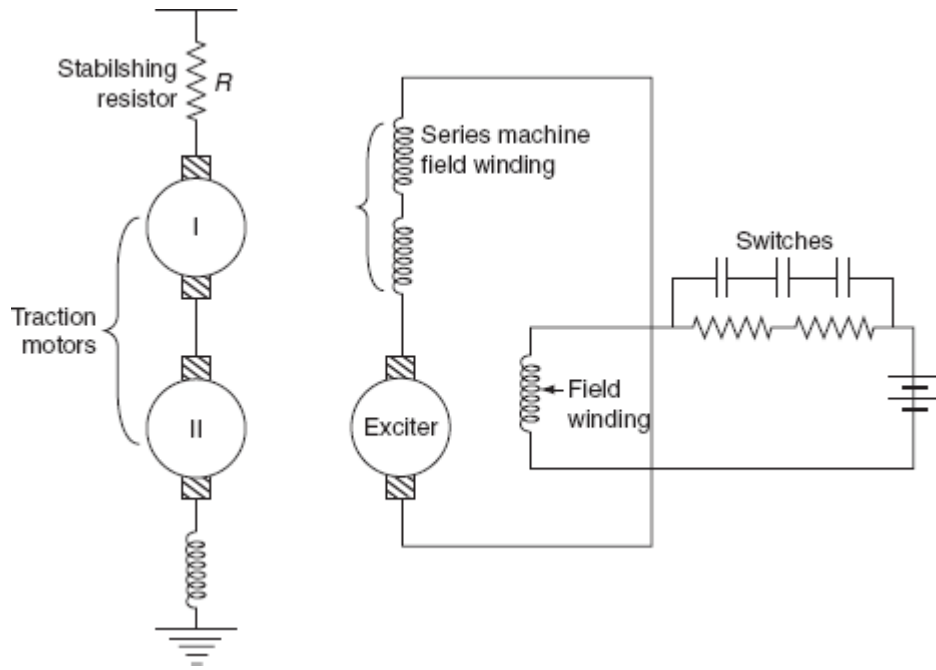 Stabilshing
resistor
R
I
Traction
motors
II
Series machine
field winding
Exciter
Field
winding
Switches